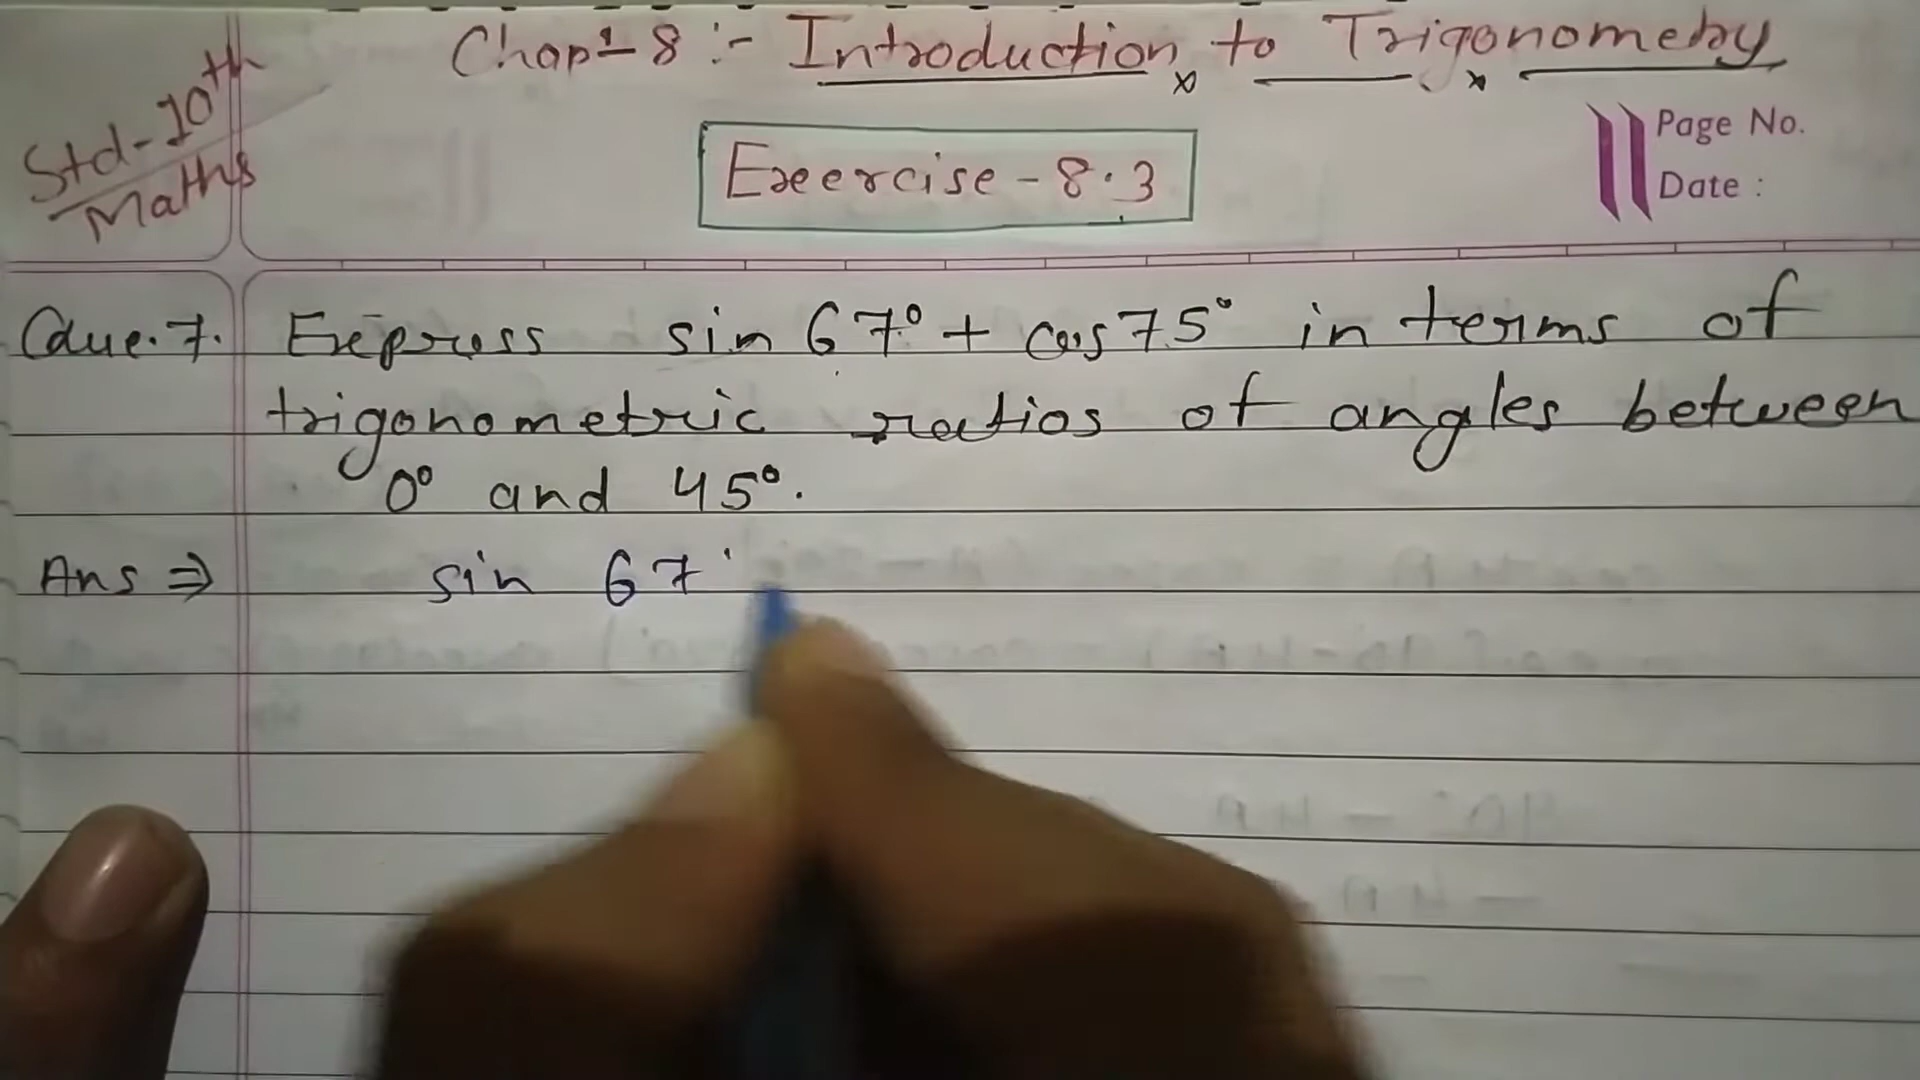 Chapt-8 :- Introduction to Trigonometry
Std-10th
Maths
Exercise - 8.3
Page No.
Date :
Que.7. Express sin 67° + cos 75° in terms of
trigonometric ratios of angles between
0° and 45°.
Ans ⇒ sin 67